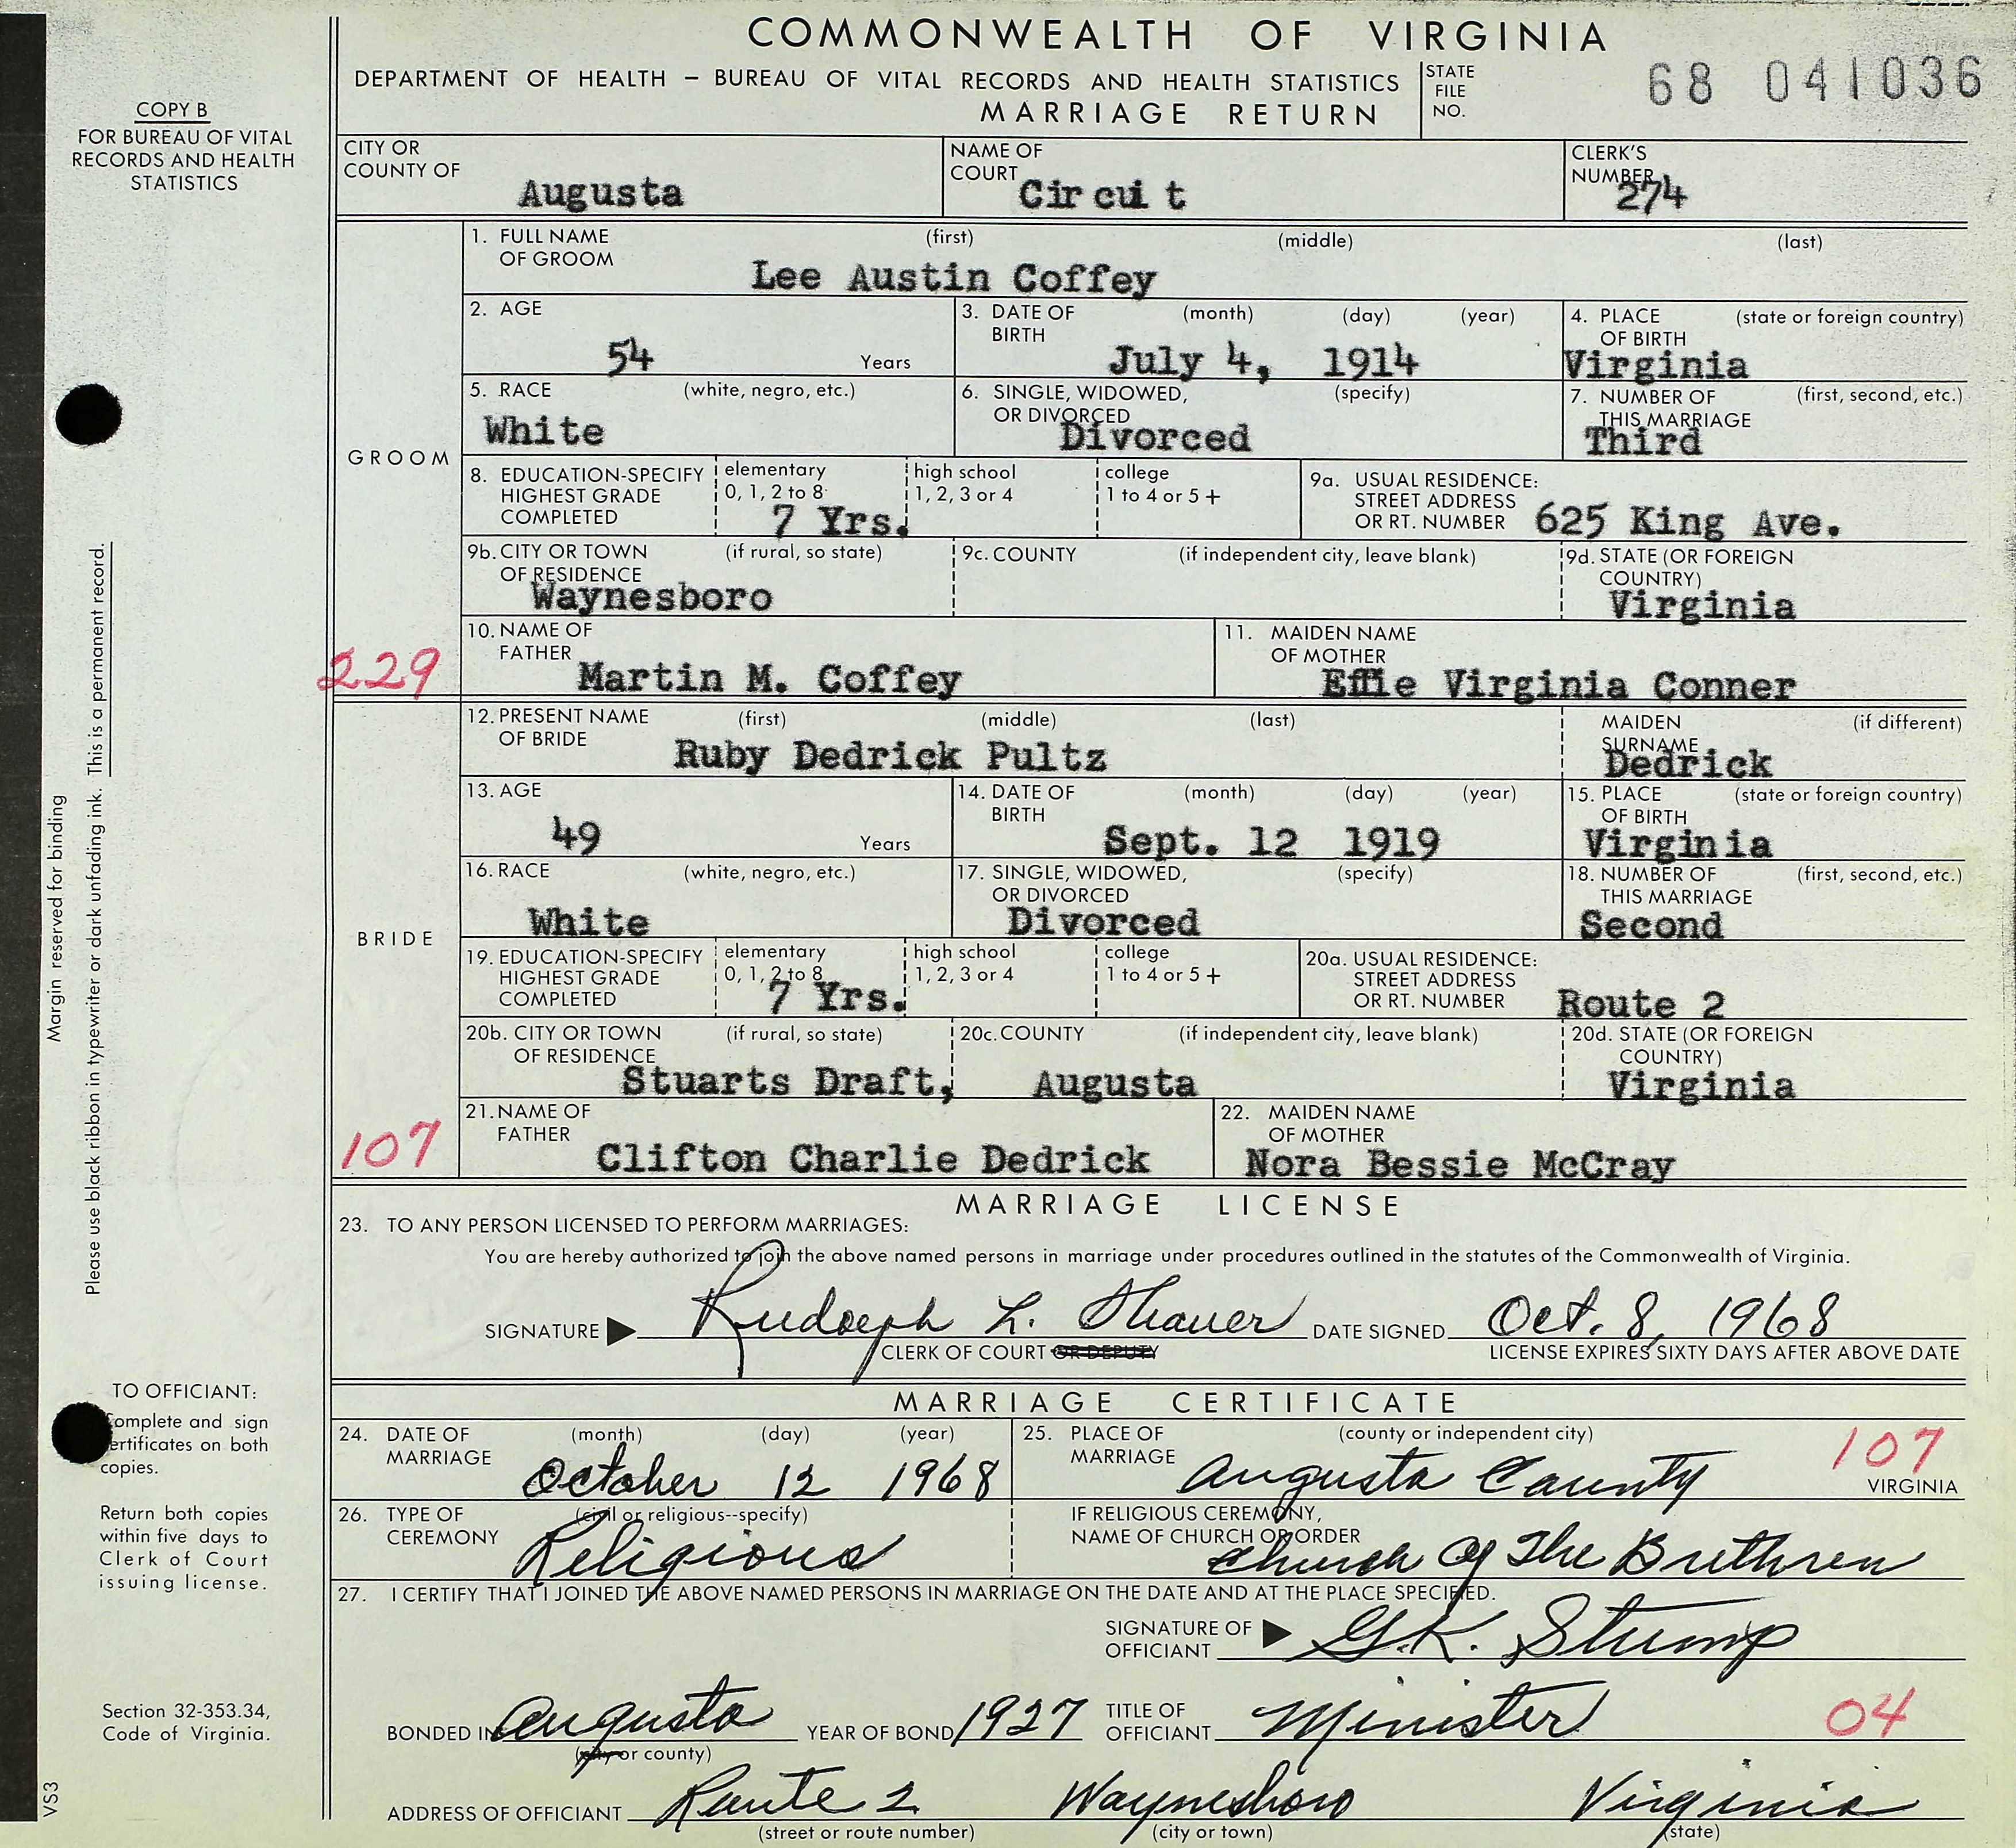 COMMONWEALTH OF VIRGINIA
DEPARTMENT OF HEALTH – BUREAU OF VITAL RECORDS AND HEALTH STATISTICS
MARRIAGE RETURN
STATE FILE NO. 68 041036
COPY B
FOR BUREAU OF VITAL
RECORDS AND HEALTH
STATISTICS
CITY OR COUNTY OF Augusta
NAME OF COURT Circuit
CLERK'S NUMBER 274
GROOM
1. FULL NAME OF GROOM (first) (middle) (last)
Lee Austin Coffey
2. AGE 54 Years
3. DATE OF BIRTH (month) (day) (year) July 4, 1914
4. PLACE OF BIRTH (state or foreign country) Virginia
5. RACE (white, negro, etc.) White
6. SINGLE, WIDOWED, OR DIVORCED (specify) Divorced
7. NUMBER OF THIS MARRIAGE (first, second, etc.) Third
8. EDUCATION-SPECIFY HIGHEST GRADE COMPLETED
elementary 0, 1, 2 to 8 7 Yrs.
high school 1, 2, 3 or 4
college 1 to 4 or 5+
9a. USUAL RESIDENCE: STREET ADDRESS OR RT. NUMBER 625 King Ave.
9b. CITY OR TOWN OF RESIDENCE (if rural, so state) Waynesboro
9c. COUNTY (if independent city, leave blank)
9d. STATE (OR FOREIGN COUNTRY) Virginia
10. NAME OF FATHER Martin M. Coffey
11. MAIDEN NAME OF MOTHER Effie Virginia Conner
229
BRIDE
12. PRESENT NAME OF BRIDE (first) (middle) (last)
Ruby Dedrick Pultz
MAIDEN SURNAME (if different) Dedrick
13. AGE 49 Years
14. DATE OF BIRTH (month) (day) (year) Sept. 12 1919
15. PLACE OF BIRTH (state or foreign country) Virginia
16. RACE (white, negro, etc.) White
17. SINGLE, WIDOWED, OR DIVORCED (specify) Divorced
18. NUMBER OF THIS MARRIAGE (first, second, etc.) Second
19. EDUCATION-SPECIFY HIGHEST GRADE COMPLETED
elementary 0, 1, 2 to 8 7 Yrs.
high school 1, 2, 3 or 4
college 1 to 4 or 5+
20a. USUAL RESIDENCE: STREET ADDRESS OR RT. NUMBER Route 2
20b. CITY OR TOWN OF RESIDENCE (if rural, so state) Stuarts Draft,
20c. COUNTY (if independent city, leave blank) Augusta
20d. STATE (OR FOREIGN COUNTRY) Virginia
21. NAME OF FATHER Clifton Charlie Dedrick
22. MAIDEN NAME OF MOTHER Nora Bessie McCray
107
MARRIAGE LICENSE
23. TO ANY PERSON LICENSED TO PERFORM MARRIAGES:
You are hereby authorized to join the above named persons in marriage under procedures outlined in the statutes of the Commonwealth of Virginia.
SIGNATURE Rudolph L. Shaver DATE SIGNED Oct. 8, 1968
CLERK OF COURT OR DEPUTY
LICENSE EXPIRES SIXTY DAYS AFTER ABOVE DATE
MARRIAGE CERTIFICATE
24. DATE OF MARRIAGE (month) (day) (year) October 12 1968
25. PLACE OF MARRIAGE (county or independent city) Augusta County VIRGINIA
107
26. TYPE OF CEREMONY (civil or religious--specify) Religious
IF RELIGIOUS CEREMONY, NAME OF CHURCH OR ORDER Church Of The Brethren
27. I CERTIFY THAT I JOINED THE ABOVE NAMED PERSONS IN MARRIAGE ON THE DATE AND AT THE PLACE SPECIFIED.
SIGNATURE OF OFFICIANT G.K. Stump
BONDED IN Augusta (city or county) YEAR OF BOND 1927 TITLE OF OFFICIANT Minister
04
ADDRESS OF OFFICIANT Route 2 Waynesboro Virginia
(street or route number) (city or town) (state)
Margin reserved for binding
Please use black ribbon in typewriter or dark unfading ink. This is a permanent record.
TO OFFICIANT:
Complete and sign
certificates on both
copies.
Return both copies
within five days to
Clerk of Court
issuing license.
Section 32-353.34,
Code of Virginia.
VS3